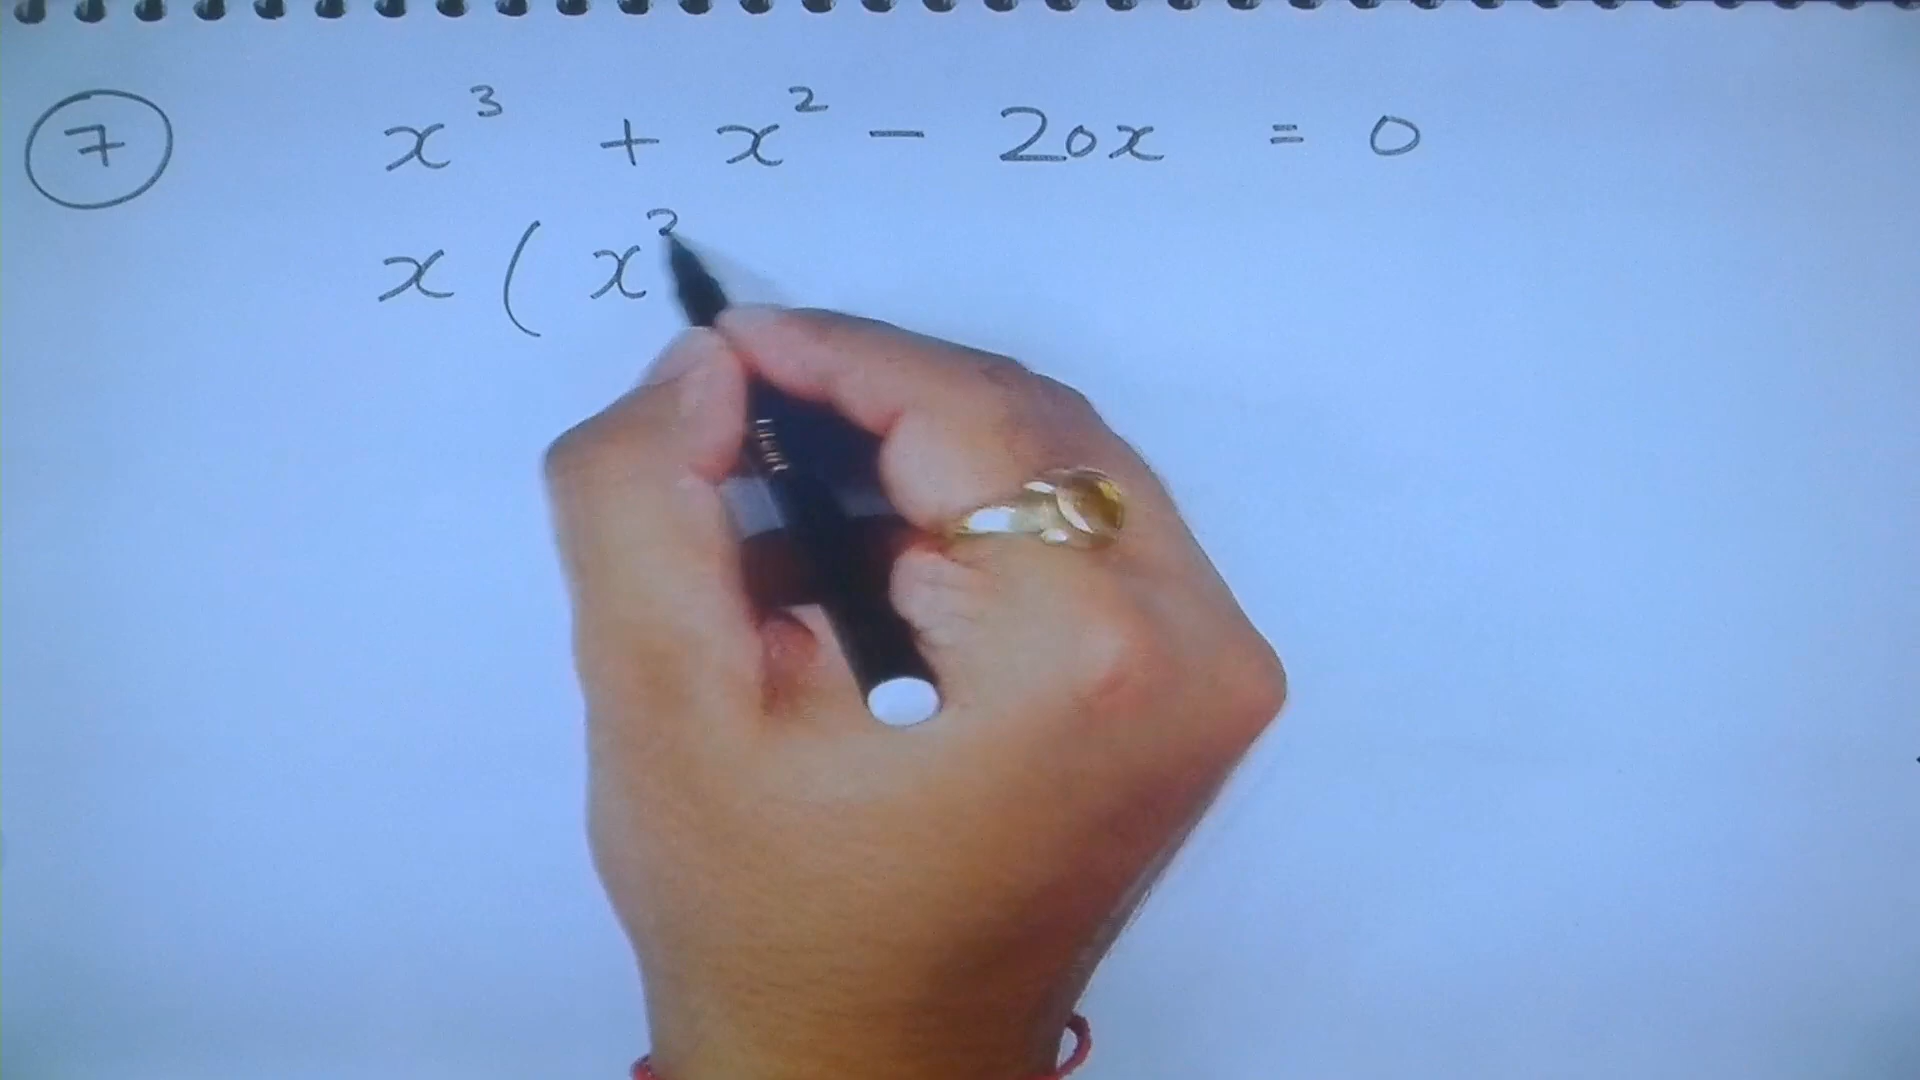 7 x³ + x² - 20x = 0
x ( x²